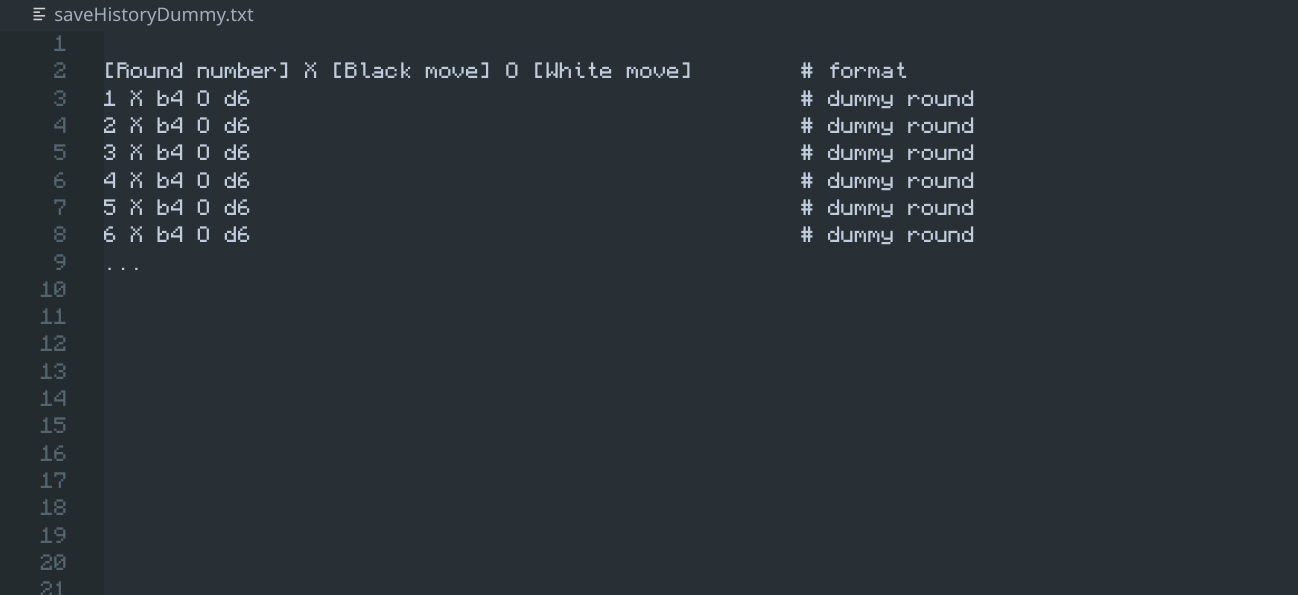 saveHistoryDummy.txt
1
2 [Round number] X [Black move] O [White move] # format
3 1 X b4 O d6 # dummy round
4 2 X b4 O d6 # dummy round
5 3 X b4 O d6 # dummy round
6 4 X b4 O d6 # dummy round
7 5 X b4 O d6 # dummy round
8 6 X b4 O d6 # dummy round
9 ...
10
11
12
13
14
15
16
17
18
19
20
21